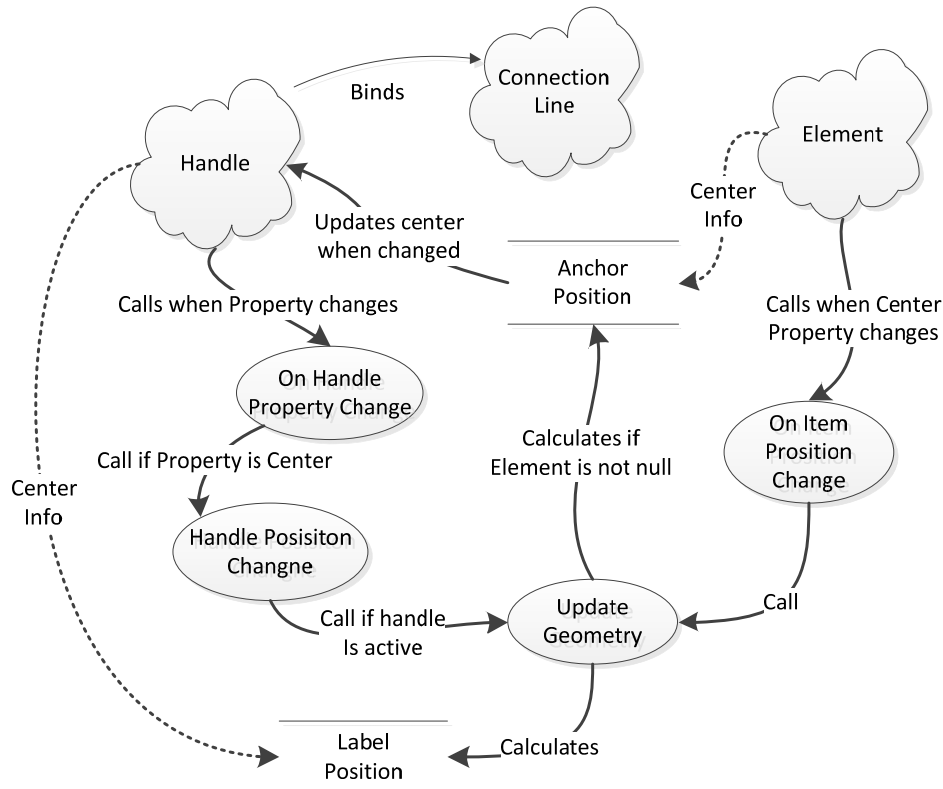 Connection
Line
Binds
Element
Handle
Center
Info
Updates center
when changed
Anchor
Position
Calls when Property changes
Calls when Center
Property changes
On Handle
Property Change
On Item
Prosition
Change
Calculates if
Element is not null
Call if Property is Center
Center
Info
Handle Posisiton
Changne
Call if handle
Is active
Update
Geometry
Call
Calculates
Label
Position